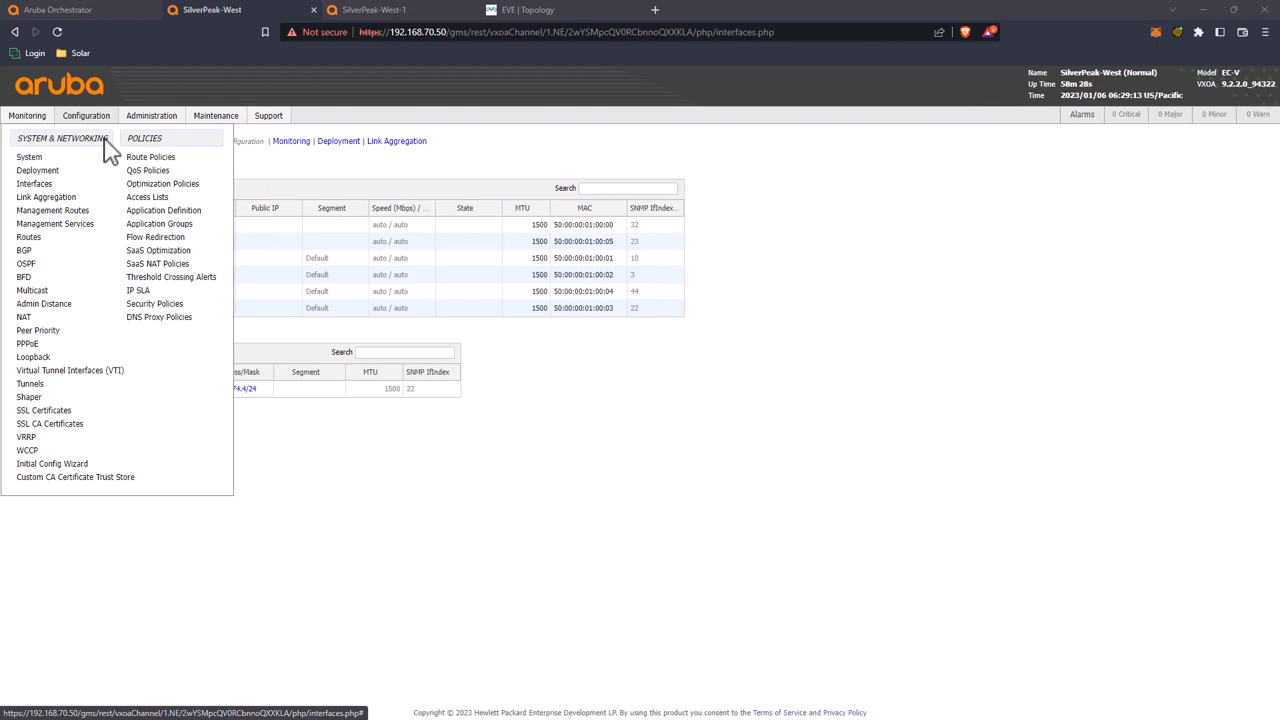 Aruba Orchestrator
SilverPeak-West
SilverPeak-West-1
EVE | Topology
Not secure
https://192.168.70.50/gms/rest/vxoaChannel/1.NE/2wYSMpcQV0RCbnnoQXXKLA/php/interfaces.php
Login
Solar
aruba
Name SilverPeak-West (Normal) Model EC-V
Up Time 58m 28s VXOA 9.2.2.0_94322
Time 2023/01/06 06:29:13 US/Pacific
Monitoring Configuration Administration Maintenance Support
Alarms 0 Critical 0 Major 0 Minor 0 Warn
SYSTEM & NETWORKING POLICIES
System
Deployment
Interfaces
Link Aggregation
Management Routes
Management Services
Routes
BGP
OSPF
BFD
Multicast
Admin Distance
NAT
Peer Priority
PPPoE
Loopback
Virtual Tunnel Interfaces (VTI)
Tunnels
Shaper
SSL Certificates
SSL CA Certificates
VRRP
WCCP
Initial Config Wizard
Custom CA Certificate Trust Store
Route Policies
QoS Policies
Optimization Policies
Access Lists
Application Definition
Application Groups
Flow Redirection
SaaS Optimization
SaaS NAT Policies
Threshold Crossing Alerts
IP SLA
Security Policies
DNS Proxy Policies
figuration | Monitoring | Deployment | Link Aggregation
Search
Public IP Segment Speed (Mbps) / ... State MTU MAC SNMP IfIndex...
auto / auto 1500 50:00:00:01:00:00 32
auto / auto 1500 50:00:00:01:00:05 23
Default auto / auto 1500 50:00:00:01:00:01 10
Default auto / auto 1500 50:00:00:01:00:02 3
Default auto / auto 1500 50:00:00:01:00:04 44
Default auto / auto 1500 50:00:00:01:00:03 22
Search
ss/Mask Segment MTU SNMP IfIndex
74.4/24 1500 22
https://192.168.70.50/gms/rest/vxoaChannel/1.NE/2wYSMpcQV0RCbnnoQXXKLA/php/interfaces.php#
Copyright © 2023 Hewlett Packard Enterprise Development LP. By using this product you consent to the Terms of Service and Privacy Policy